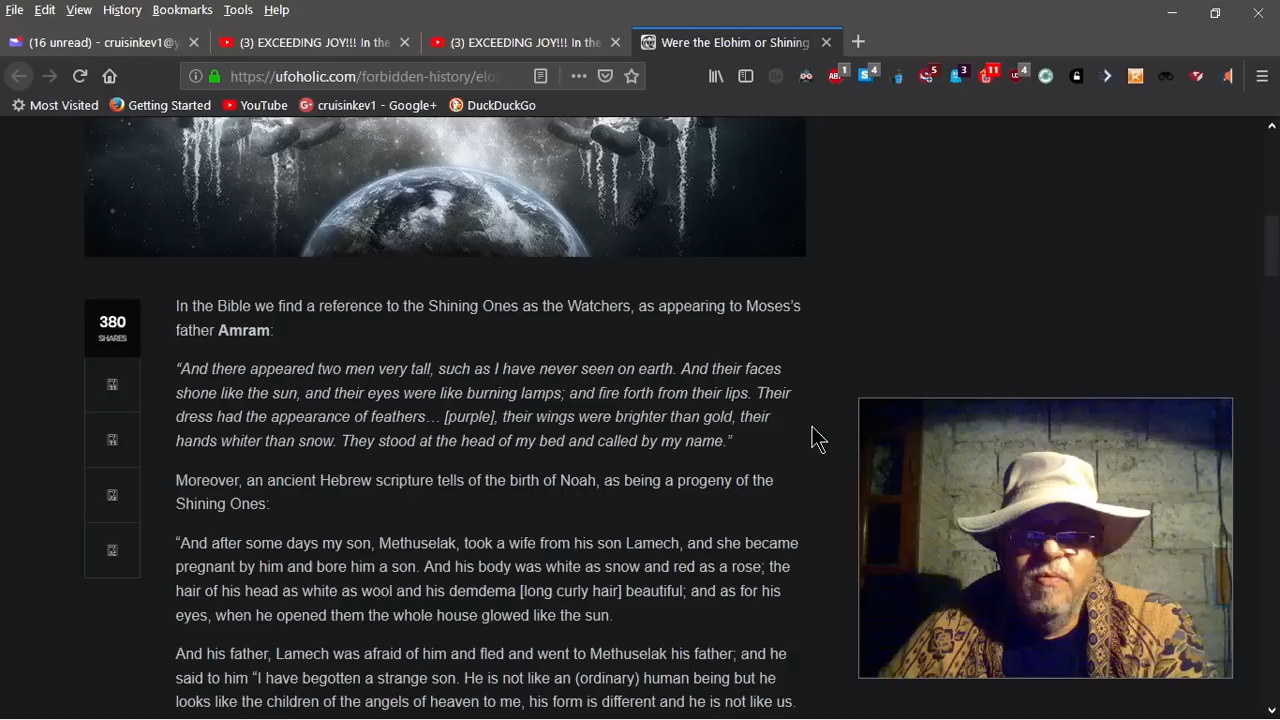 File Edit View History Bookmarks Tools Help
(16 unread) - cruisinkev1@y
(3) EXCEEDING JOY!!! In the
(3) EXCEEDING JOY!!! In the
Were the Elohim or Shining
https://ufoholic.com/forbidden-history/elo
1 4 5 3 11 4
Most Visited Getting Started YouTube cruisinkev1 - Google+ DuckDuckGo
In the Bible we find a reference to the Shining Ones as the Watchers, as appearing to Moses's
father Amram:
380
SHARES
“And there appeared two men very tall, such as I have never seen on earth. And their faces
shone like the sun, and their eyes were like burning lamps; and fire forth from their lips. Their
dress had the appearance of feathers… [purple], their wings were brighter than gold, their
hands whiter than snow. They stood at the head of my bed and called by my name.”
Moreover, an ancient Hebrew scripture tells of the birth of Noah, as being a progeny of the
Shining Ones:
“And after some days my son, Methuselak, took a wife from his son Lamech, and she became
pregnant by him and bore him a son. And his body was white as snow and red as a rose; the
hair of his head as white as wool and his demdema [long curly hair] beautiful; and as for his
eyes, when he opened them the whole house glowed like the sun.
And his father, Lamech was afraid of him and fled and went to Methuselak his father; and he
said to him “I have begotten a strange son. He is not like an (ordinary) human being but he
looks like the children of the angels of heaven to me, his form is different and he is not like us.